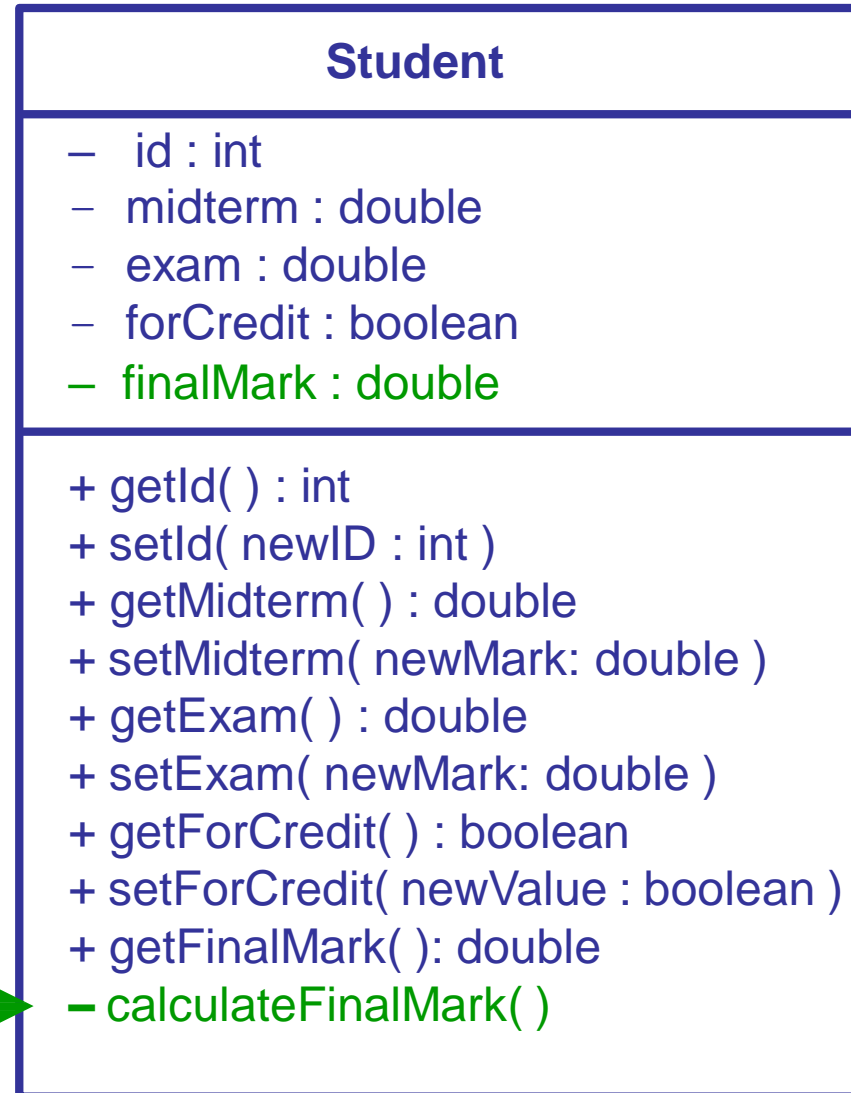 Student
– id : int
– midterm : double
– exam : double
– forCredit : boolean
– finalMark : double
+ getId( ) : int
+ setId( newID : int )
+ getMidterm( ) : double
+ setMidterm( newMark: double )
+ getExam( ) : double
+ setExam( newMark: double )
+ getForCredit( ) : boolean
+ setForCredit( newValue : boolean )
+ getFinalMark( ): double
– calculateFinalMark( )